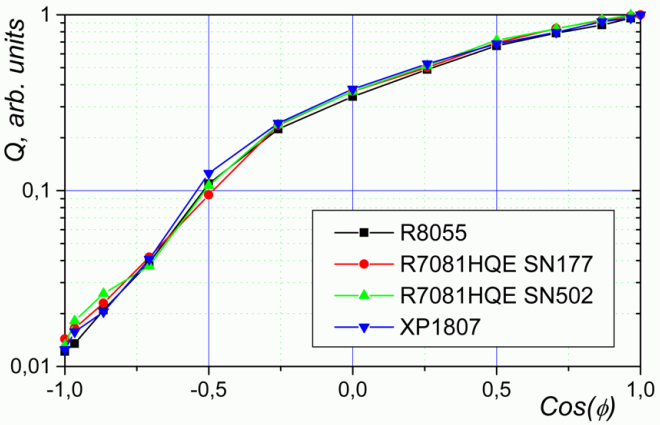 Q, arb. units
1
0,1
0,01
R8055
R7081HQE SN177
R7081HQE SN502
XP1807
-1,0 -0,5 0,0 0,5 1,0
Cos(ϕ)